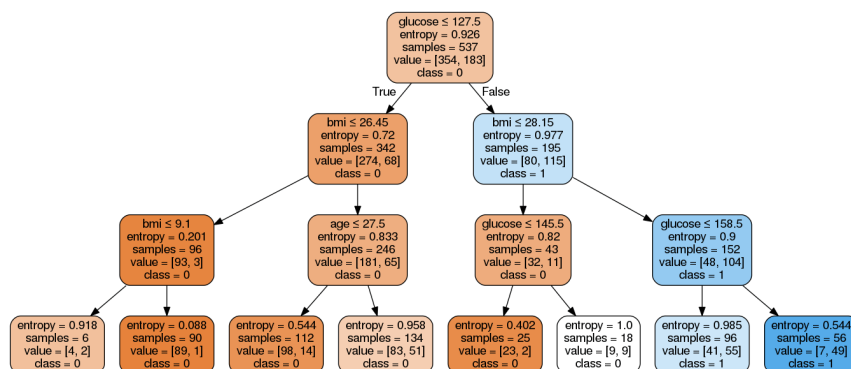 glucose ≤ 127.5
entropy = 0.926
samples = 537
value = [354, 183]
class = 0
True
False
bmi ≤ 26.45
entropy = 0.72
samples = 342
value = [274, 68]
class = 0
bmi ≤ 28.15
entropy = 0.977
samples = 195
value = [80, 115]
class = 1
bmi ≤ 9.1
entropy = 0.201
samples = 96
value = [93, 3]
class = 0
age ≤ 27.5
entropy = 0.833
samples = 246
value = [181, 65]
class = 0
glucose ≤ 145.5
entropy = 0.82
samples = 43
value = [32, 11]
class = 0
glucose ≤ 158.5
entropy = 0.9
samples = 152
value = [48, 104]
class = 1
entropy = 0.918
samples = 6
value = [4, 2]
class = 0
entropy = 0.088
samples = 90
value = [89, 1]
class = 0
entropy = 0.544
samples = 112
value = [98, 14]
class = 0
entropy = 0.958
samples = 134
value = [83, 51]
class = 0
entropy = 0.402
samples = 25
value = [23, 2]
class = 0
entropy = 1.0
samples = 18
value = [9, 9]
class = 0
entropy = 0.985
samples = 96
value = [41, 55]
class = 1
entropy = 0.544
samples = 56
value = [7, 49]
class = 1